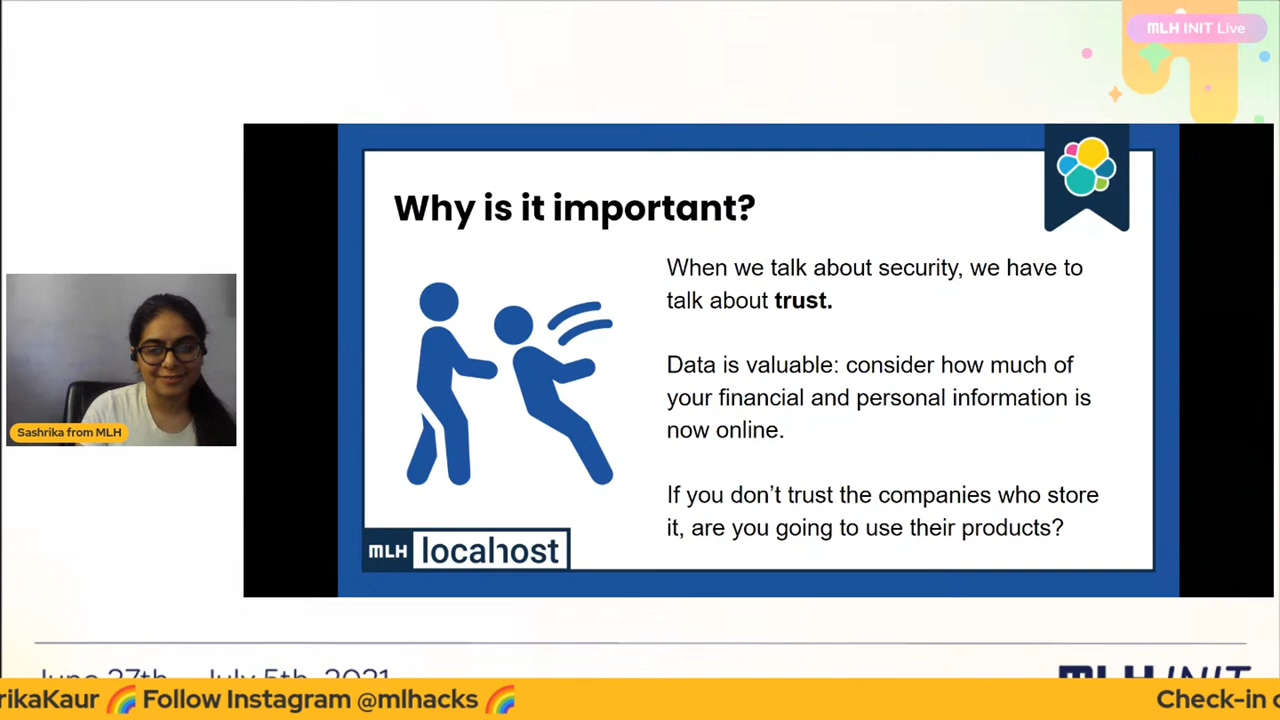 MLH INIT Live
Why is it important?
When we talk about security, we have to
talk about trust.
Data is valuable: consider how much of
your financial and personal information is
now online.
If you don’t trust the companies who store
it, are you going to use their products?
Sashrika from MLH
MLH localhost
June 27th - July 5th, 2021
MLH INIT
rikaKaur 🌈 Follow Instagram @mlhacks 🌈
Check-in